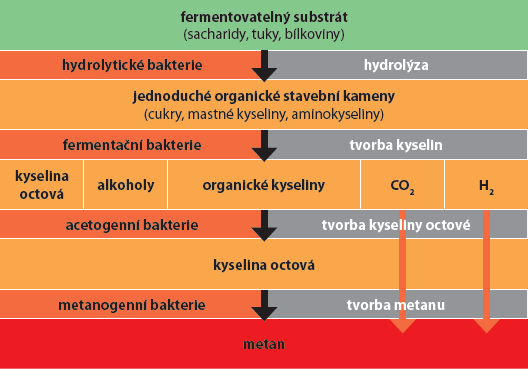 fermentovatelný substrát
(sacharidy, tuky, bílkoviny)
hydrolytické bakterie hydrolýza
jednoduché organické stavební kameny
(cukry, mastné kyseliny, aminokyseliny)
fermentační bakterie tvorba kyselin
kyselina octová alkoholy organické kyseliny CO₂ H₂
acetogenní bakterie tvorba kyseliny octové
kyselina octová
metanogenní bakterie tvorba metanu
metan